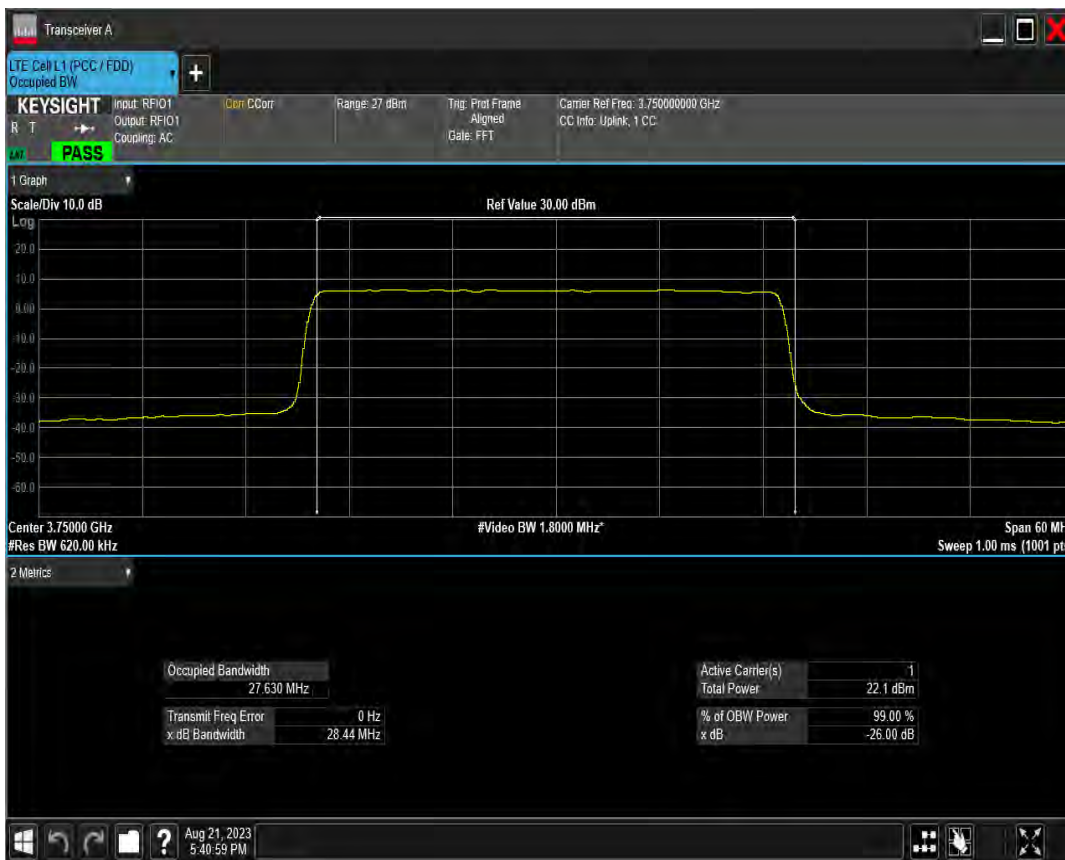 Transceiver A
LTE Cell L1 (PCC / FDD)
Occupied BW
+
KEYSIGHT
R T
PASS
Input: RFIO1
Output: RFIO1
Coupling: AC
Corr CCorr
Range: 27 dBm
Trig: Prot Frame
Aligned
Gate: FFT
Carrier Ref Freq: 3.750000000 GHz
CC Info: Uplink, 1 CC
1 Graph
Scale/Div 10.0 dB
Ref Value 30.00 dBm
Log
20.0
10.0
0.00
-10.0
-20.0
-30.0
-40.0
-50.0
-60.0
Center 3.75000 GHz
#Video BW 1.8000 MHz*
Span 60 MH
#Res BW 620.00 kHz
Sweep 1.00 ms (1001 pt
2 Metrics
Occupied Bandwidth
27.630 MHz
Transmit Freq Error 0 Hz
x dB Bandwidth 28.44 MHz
Active Carrier(s) 1
Total Power 22.1 dBm
% of OBW Power 99.00 %
x dB -26.00 dB
?
Aug 21, 2023
5:40:59 PM